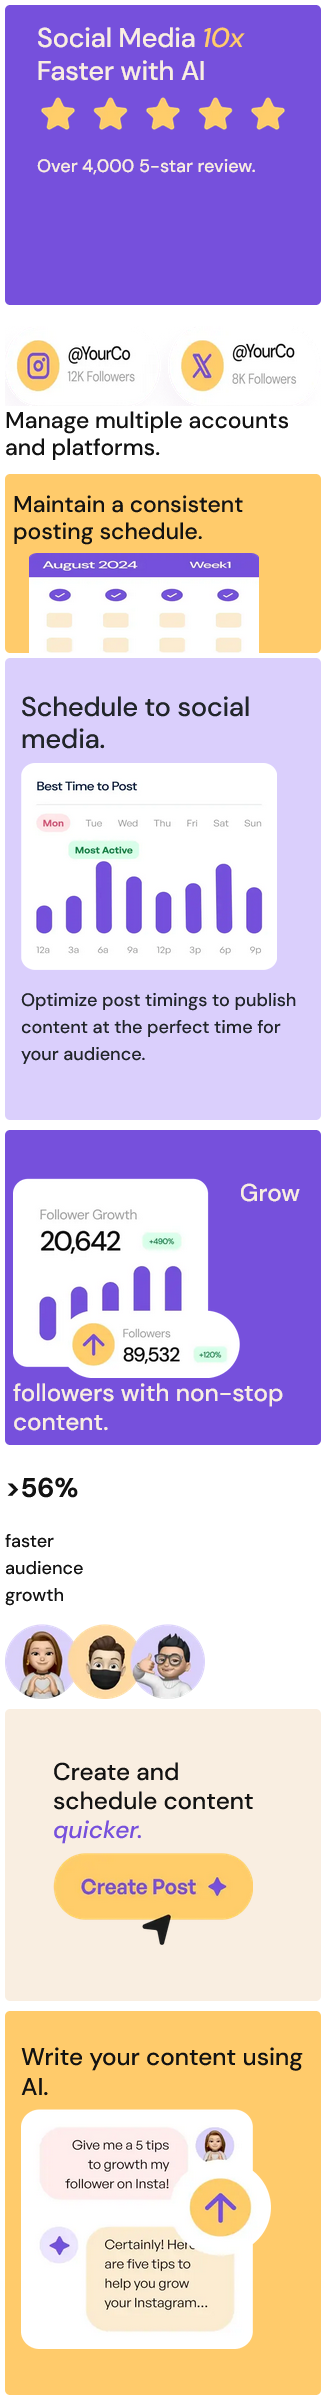 Social Media 10x
Faster with AI
Over 4,000 5-star review.
@YourCo
12K Followers
@YourCo
8K Followers
Manage multiple accounts
and platforms.
Maintain a consistent
posting schedule.
August 2024 Week1
Schedule to social
media.
Best Time to Post
Mon Tue Wed Thu Fri Sat Sun
Most Active
12a 3a 6a 9a 12p 3p 6p 9p
Optimize post timings to publish
content at the perfect time for
your audience.
Grow
Follower Growth
20,642 +490%
Followers
89,532 +120%
followers with non-stop
content.
>56%
faster
audience
growth
Create and
schedule content
quicker.
Create Post
Write your content using
AI.
Give me a 5 tips
to growth my
follower on Insta!
Certainly! Here
are five tips to
help you grow
your Instagram...